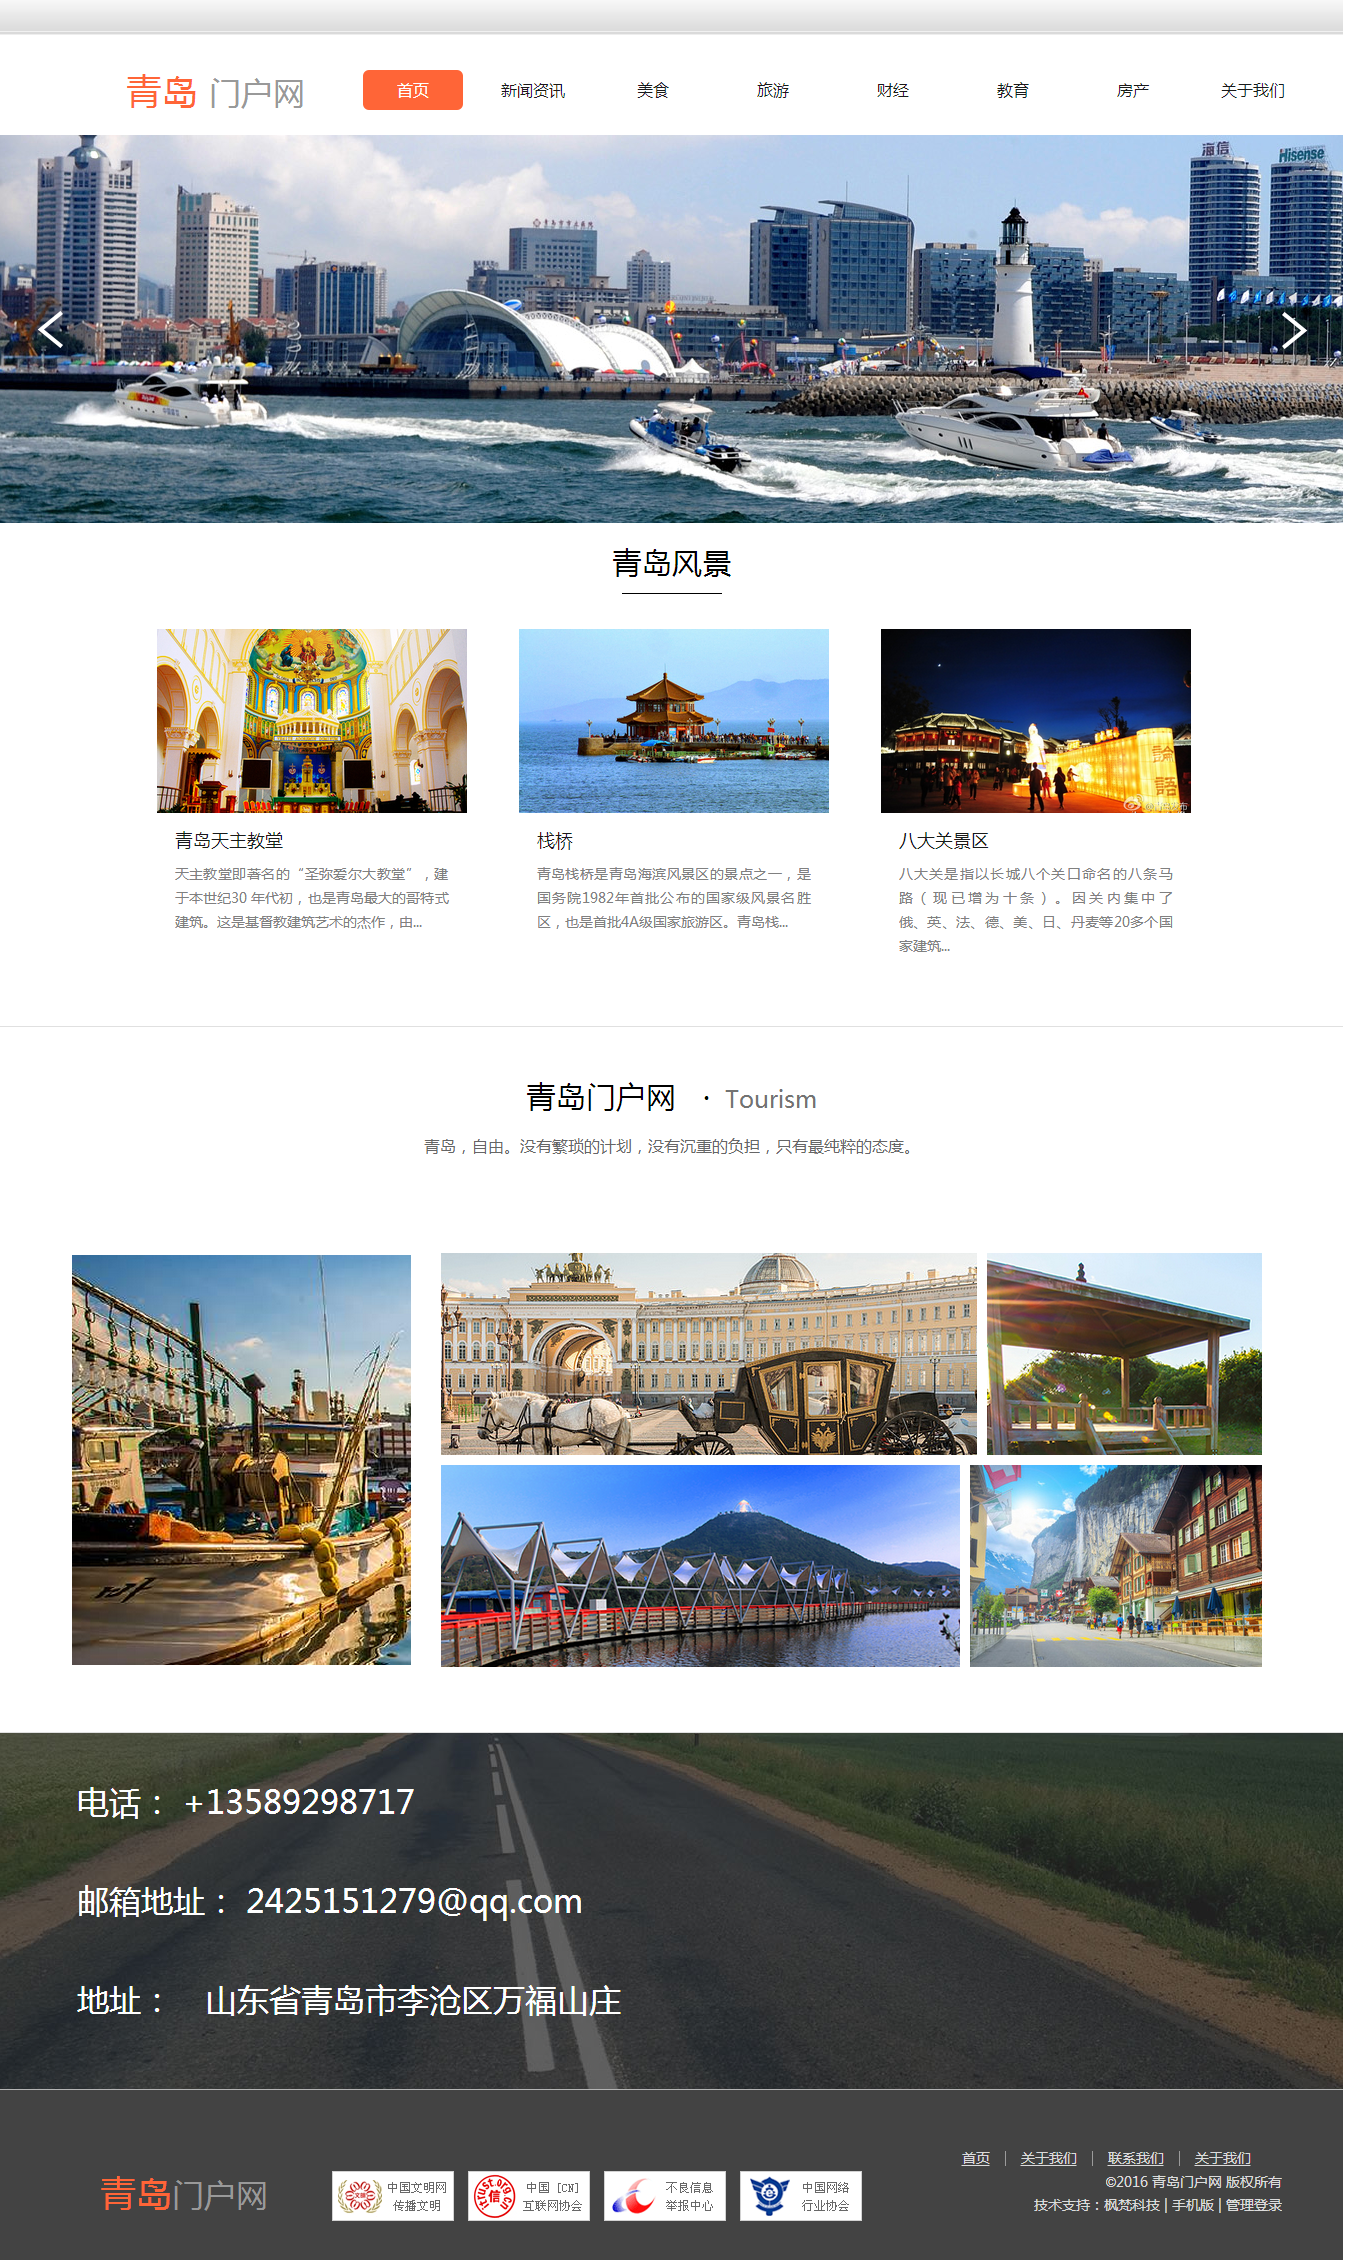 青岛 门户网
首页 新闻资讯 美食 旅游 财经 教育 房产 关于我们
海信
Hisense
青岛风景
論語
青岛天主教堂
天主教堂即著名的“圣弥爱尔大教堂”，建
于本世纪30 年代初，也是青岛最大的哥特式
建筑。这是基督教建筑艺术的杰作，由...
栈桥
青岛栈桥是青岛海滨风景区的景点之一，是
国务院1982年首批公布的国家级风景名胜
区，也是首批4A级国家旅游区。青岛栈...
八大关景区
八大关是指以长城八个关口命名的八条马
路（现已增为十条）。因关内集中了
俄、英、法、德、美、日、丹麦等20多个国
家建筑...
青岛门户网 · Tourism
青岛，自由。没有繁琐的计划，没有沉重的负担，只有最纯粹的态度。
电话： +13589298717
邮箱地址： 2425151279@qq.com
地址： 山东省青岛市李沧区万福山庄
青岛门户网
中国文明网
传播文明
中国 [CN]
互联网协会
不良信息
举报中心
中国网络
行业协会
首页 | 关于我们 | 联系我们 | 关于我们
©2016 青岛门户网 版权所有
技术支持：枫梵科技 | 手机版 | 管理登录